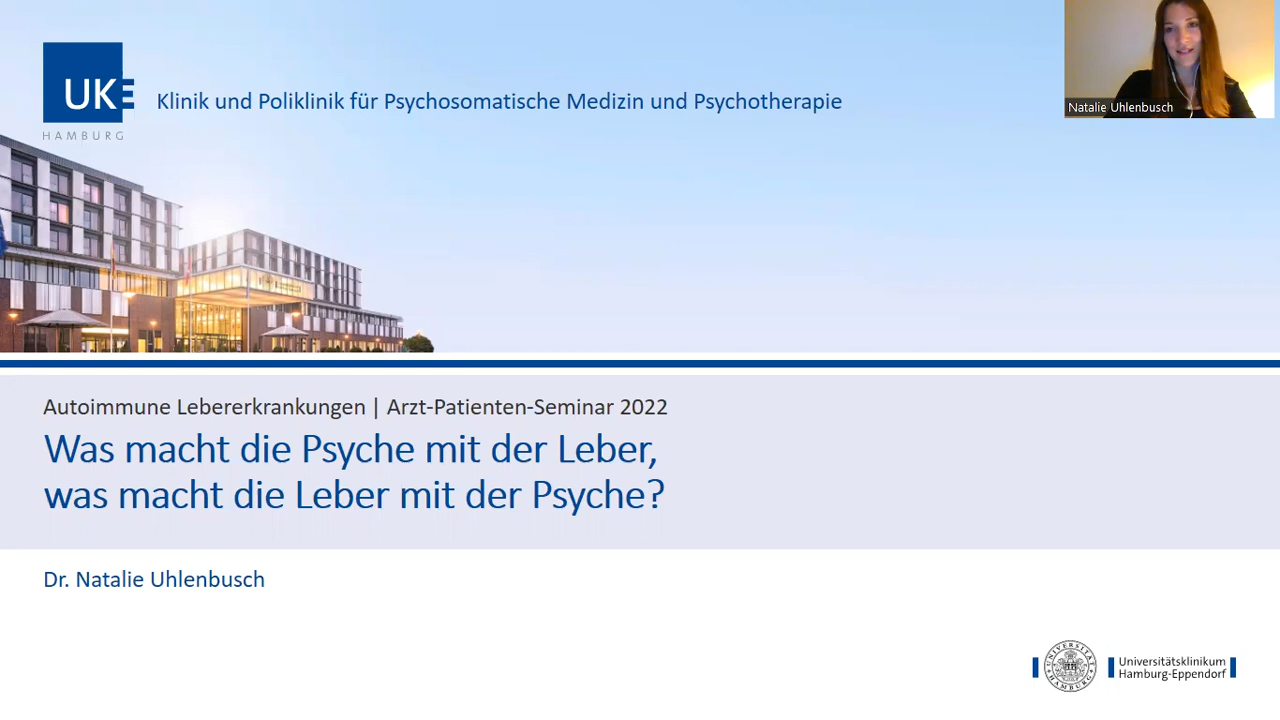 UKE
HAMBURG
Klinik und Poliklinik für Psychosomatische Medizin und Psychotherapie
Natalie Uhlenbusch
Autoimmune Lebererkrankungen | Arzt-Patienten-Seminar 2022
Was macht die Psyche mit der Leber,
was macht die Leber mit der Psyche?
Dr. Natalie Uhlenbusch
UNIVERSITÄT HAMBURG
Universitätsklinikum
Hamburg-Eppendorf